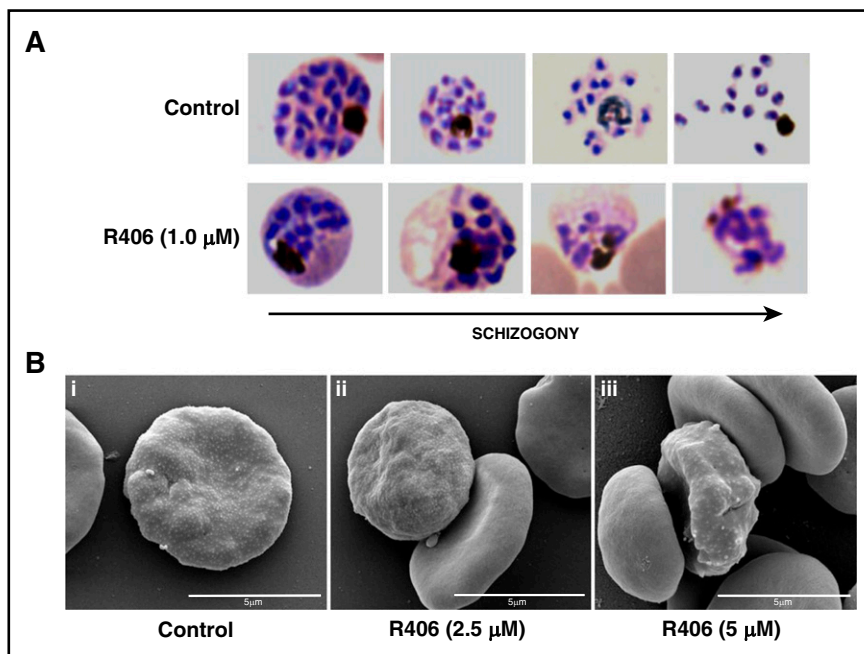 A
Control
R406 (1.0 μM)
SCHIZOGONY
B
i
ii
iii
5μm
5μm
5μm
Control
R406 (2.5 μM)
R406 (5 μM)